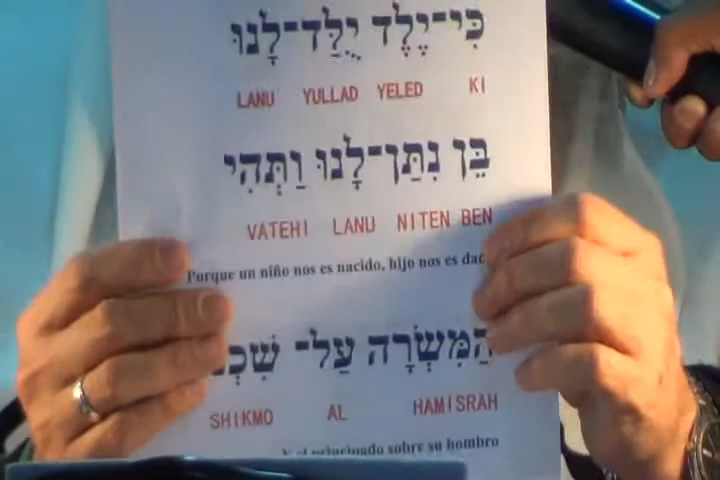 כִּי־יֶלֶד יֻלַּד־לָנוּ
LANU YULLAD YELED KI
בֵּן נִתַּן־לָנוּ וַתְּהִי
VATEHI LANU NITEN BEN
Porque un niño nos es nacido, hijo nos es
הַמִּשְׂרָה עַל־
SHIKMO AL HAMISRAH
Y el principado sobre su hombro